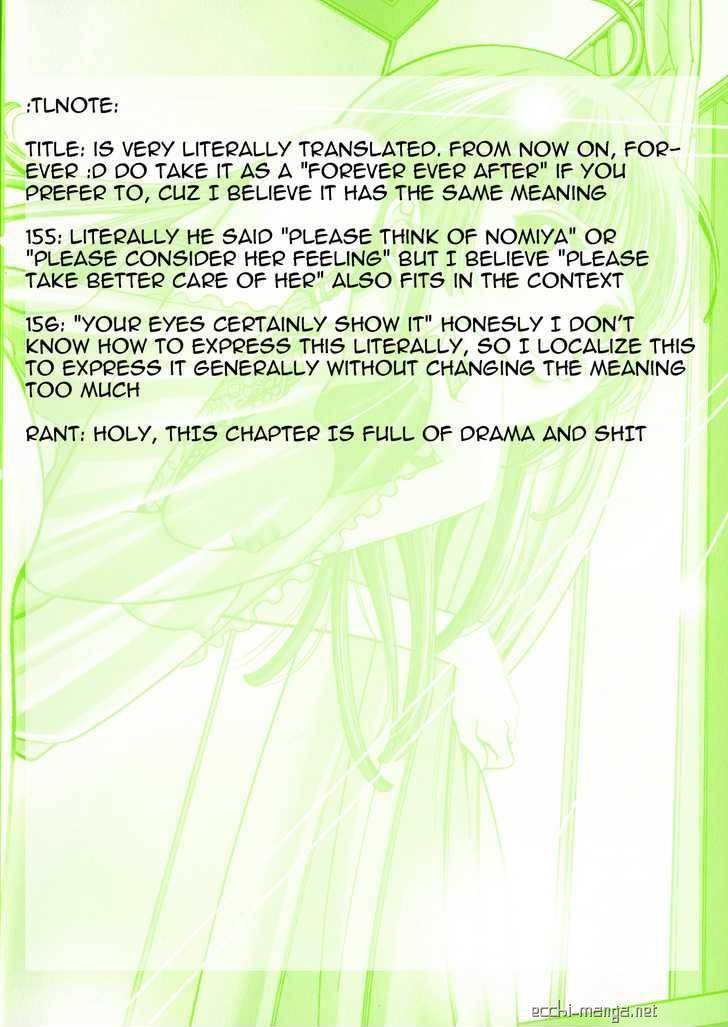 :TLNOTE:
TITLE: IS VERY LITERALLY TRANSLATED. FROM NOW ON, FOR-
EVER :D DO TAKE IT AS A "FOREVER EVER AFTER" IF YOU
PREFER TO, CUZ I BELIEVE IT HAS THE SAME MEANING
155: LITERALLY HE SAID "PLEASE THINK OF NOMIYA" OR
"PLEASE CONSIDER HER FEELING" BUT I BELIEVE "PLEASE
TAKE BETTER CARE OF HER" ALSO FITS IN THE CONTEXT
156: "YOUR EYES CERTAINLY SHOW IT" HONESLY I DON'T
KNOW HOW TO EXPRESS THIS LITERALLY, SO I LOCALIZE THIS
TO EXPRESS IT GENERALLY WITHOUT CHANGING THE MEANING
TOO MUCH
RANT: HOLY, THIS CHAPTER IS FULL OF DRAMA AND SHIT
ecchi-manga.net